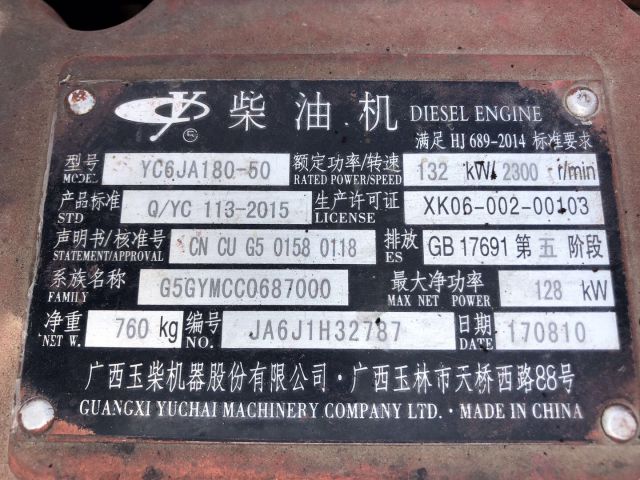 柴油机 DIESEL ENGINE
满足 HJ 689-2014 标准要求
型号 YC6JA180-50 额定功率/转速 132 kW/ 2300 r/min
MODEL RATED POWER/SPEED
产品标准 Q/YC 113-2015 生产许可证 XK06-002-00103
STD LICENSE
声明书/核准号 CN CU G5 0158 0118 排放 GB 17691 第 五 阶段
STATEMENT/APPROVAL ES
系族名称 G5GYMCC0687000 最大净功率 128 kW
FAMILY MAX NET POWER
净重 760 kg 编号 JA6J1H32787 日期 170810
NET W. NO. DATE
广西玉柴机器股份有限公司·广西玉林市天桥西路88号
GUANGXI YUCHAI MACHINERY COMPANY LTD. · MADE IN CHINA